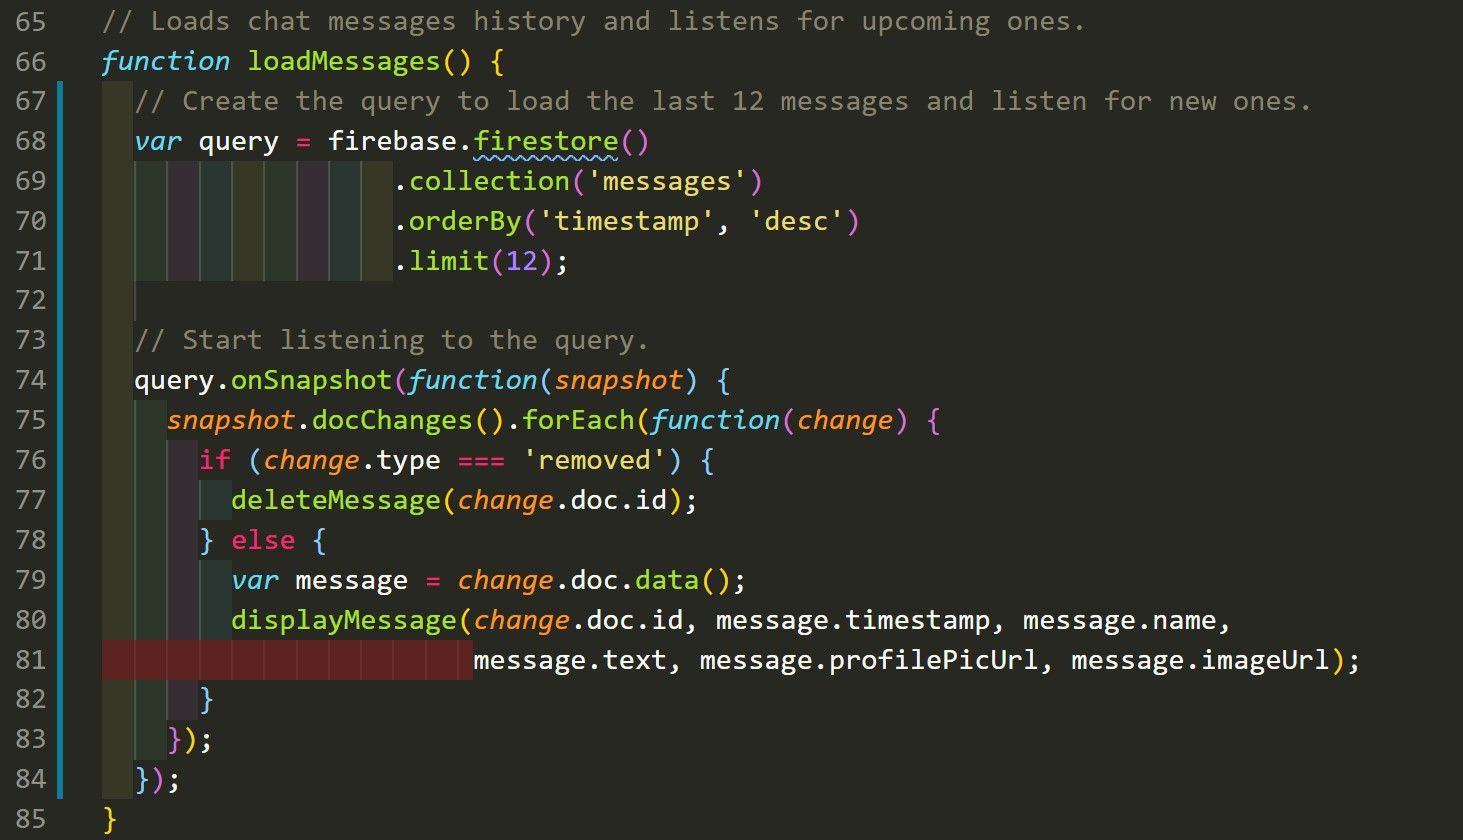 65 // Loads chat messages history and listens for upcoming ones.
66 function loadMessages() {
67   // Create the query to load the last 12 messages and listen for new ones.
68   var query = firebase.firestore()
69                   .collection('messages')
70                   .orderBy('timestamp', 'desc')
71                   .limit(12);
72
73   // Start listening to the query.
74   query.onSnapshot(function(snapshot) {
75     snapshot.docChanges().forEach(function(change) {
76       if (change.type === 'removed') {
77         deleteMessage(change.doc.id);
78       } else {
79         var message = change.doc.data();
80         displayMessage(change.doc.id, message.timestamp, message.name,
81                        message.text, message.profilePicUrl, message.imageUrl);
82       }
83     });
84   });
85 }